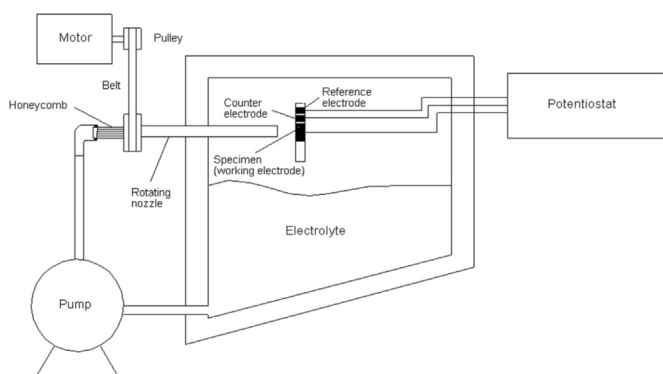 Motor
Pulley
Belt
Honeycomb
Rotating
nozzle
Pump
Counter
electrode
Reference
electrode
Specimen
(working electrode)
Electrolyte
Potentiostat